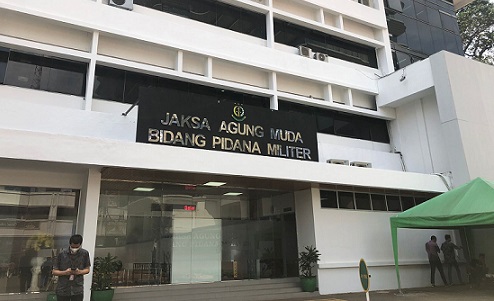 JAKSA AGUNG MUDA
BIDANG PIDANA MILITER